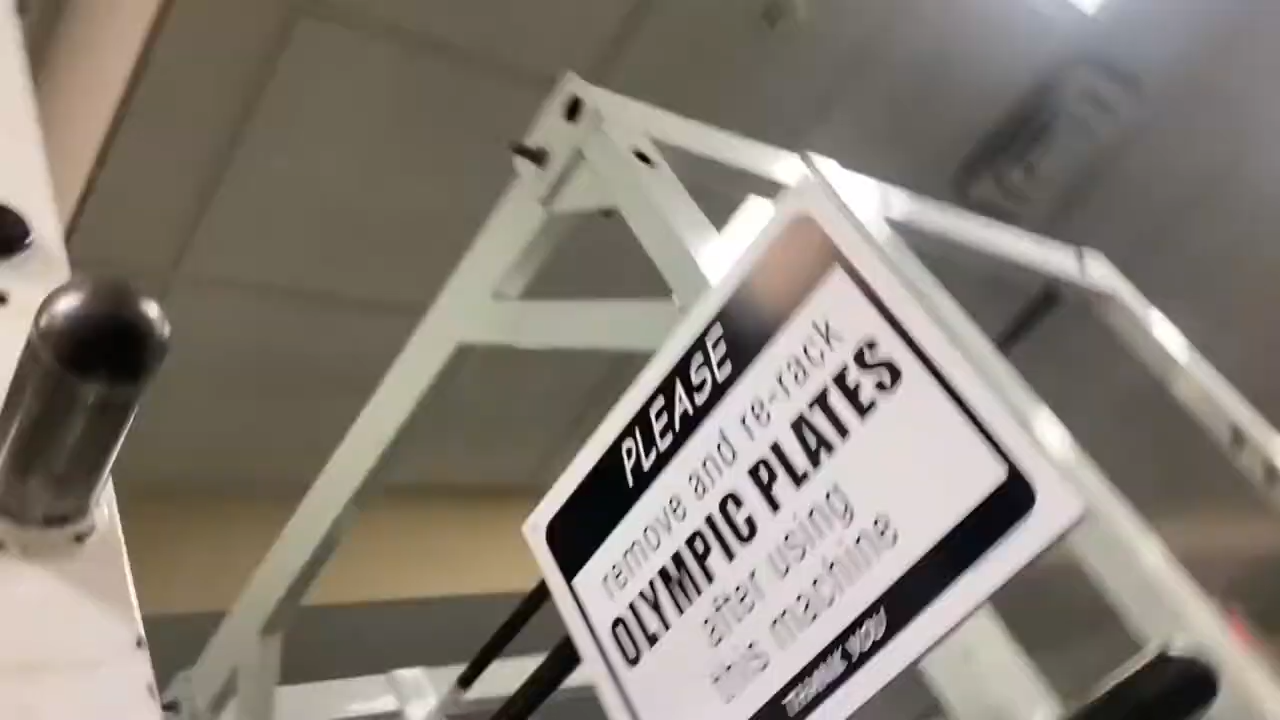 PLEASE
remove and re-rack
OLYMPIC PLATES
after using
this machine
THANK YOU